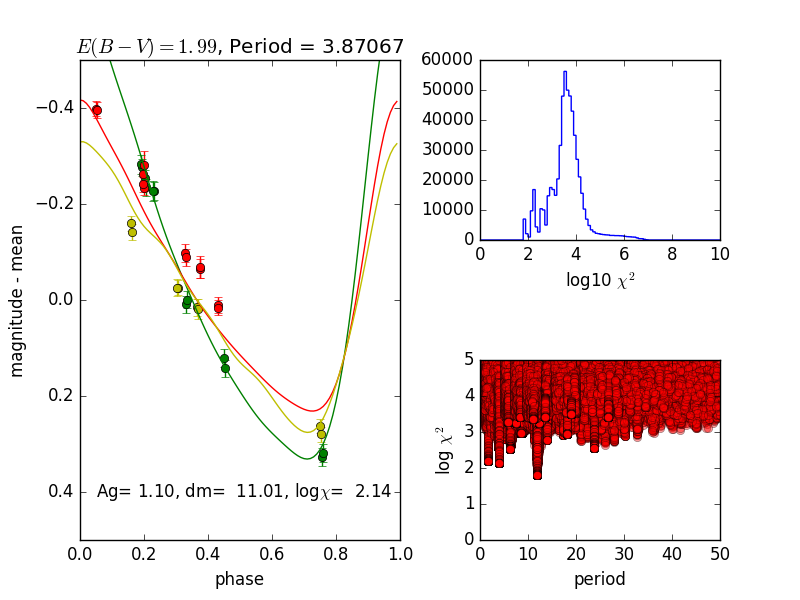 E(B − V) = 1.99, Period = 3.87067
−0.4
−0.2
0.0
0.2
0.4
magnitude - mean
Ag= 1.10, dm= 11.01, logχ= 2.14
0.0 0.2 0.4 0.6 0.8 1.0
phase
60000
50000
40000
30000
20000
10000
0
0 2 4 6 8 10
log10 χ²
5
4
3
2
1
0
log χ²
0 10 20 30 40 50
period